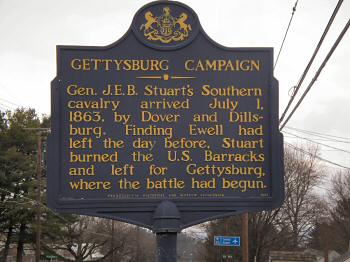 GETTYSBURG CAMPAIGN
Gen. J.E.B. Stuart's Southern
cavalry arrived July 1,
1863, by Dover and Dills-
burg. Finding Ewell had
left the day before, Stuart
burned the U.S. Barracks
and left for Gettysburg,
where the battle had begun.